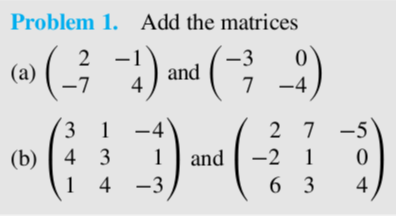 Problem 1. Add the matrices
(a) ( 2 −1 ) and ( −3 0 )
( −7 4 ) ( 7 −4 )
( 3 1 −4 ) ( 2 7 −5 )
(b) ( 4 3 1 ) and ( −2 1 0 )
( 1 4 −3 ) ( 6 3 4 )